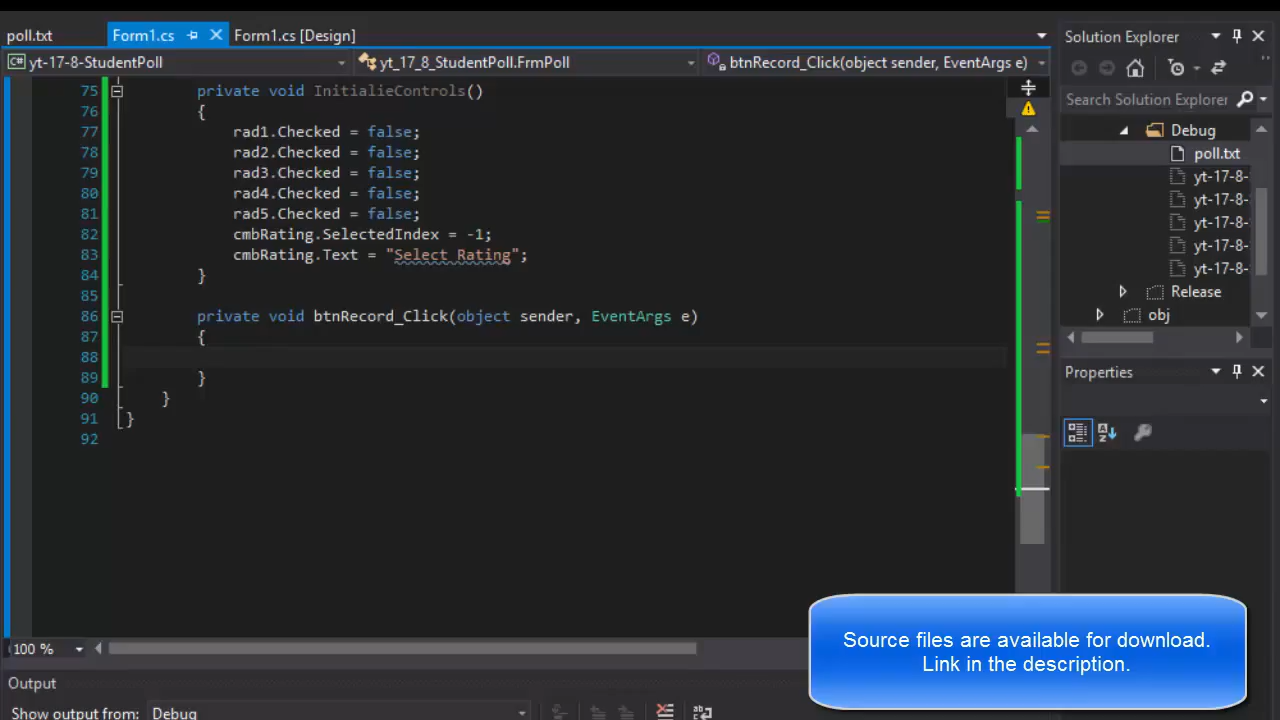 poll.txt
Form1.cs
Form1.cs [Design]
yt-17-8-StudentPoll
yt_17_8_StudentPoll.FrmPoll
btnRecord_Click(object sender, EventArgs e)
75 private void InitialieControls()
76 {
77 rad1.Checked = false;
78 rad2.Checked = false;
79 rad3.Checked = false;
80 rad4.Checked = false;
81 rad5.Checked = false;
82 cmbRating.SelectedIndex = -1;
83 cmbRating.Text = "Select Rating";
84 }
85
86 private void btnRecord_Click(object sender, EventArgs e)
87 {
88
89 }
90 }
91 }
92
100 %
Output
Show output from: Debug
Solution Explorer
Search Solution Explorer
Debug
poll.txt
yt-17-8-
yt-17-8-
yt-17-8-
yt-17-8-
yt-17-8-
Release
obj
Properties
Source files are available for download.
Link in the description.